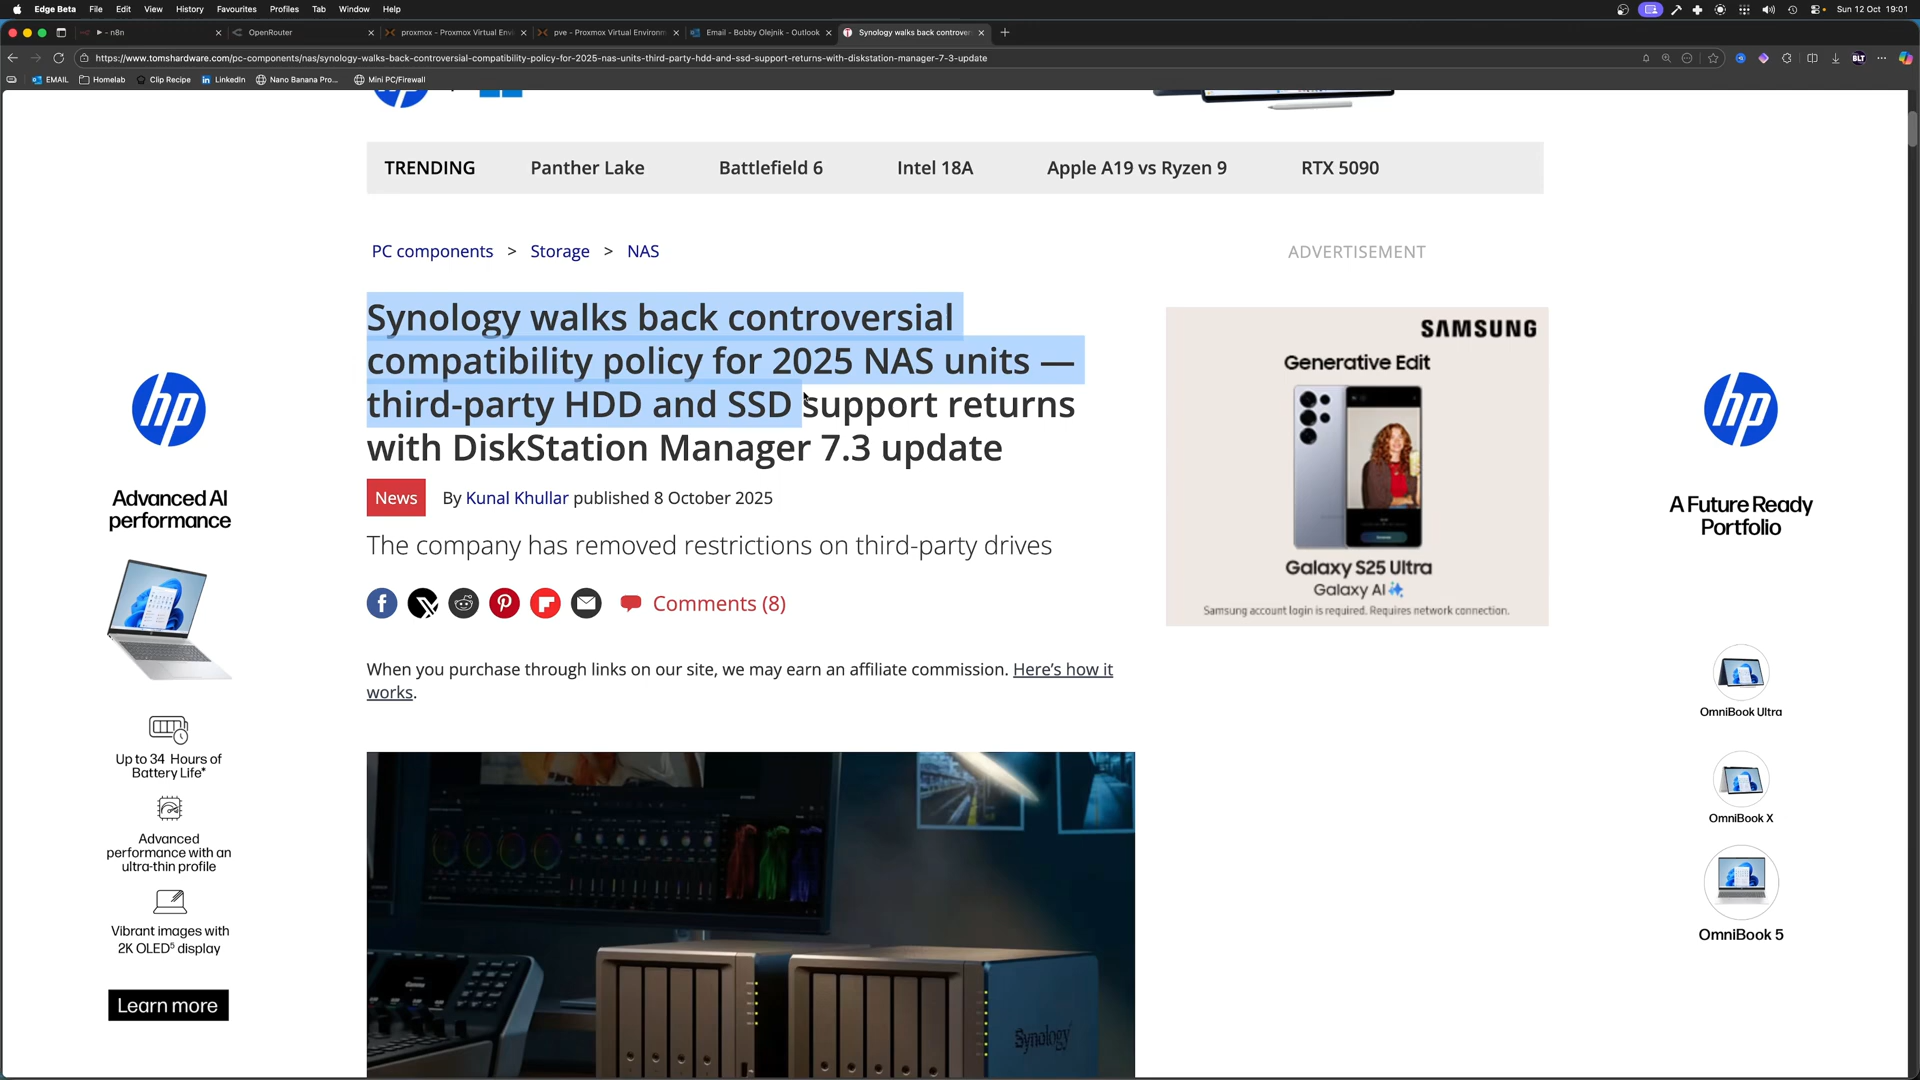 Edge Beta File Edit View History Favourites Profiles Tab Window Help Sun 12 Oct 19:01
n8n OpenRouter proxmox - Proxmox Virtual Envi pve - Proxmox Virtual Environm Email - Bobby Olejnik - Outlook Synology walks back controver
https://www.tomshardware.com/pc-components/nas/synology-walks-back-controversial-compatibility-policy-for-2025-nas-units-third-party-hdd-and-ssd-support-returns-with-diskstation-manager-7-3-update BLT
EMAIL Homelab Clip Recipe LinkedIn Nano Banana Pro... Mini PC/Firewall
TRENDING Panther Lake Battlefield 6 Intel 18A Apple A19 vs Ryzen 9 RTX 5090
PC components > Storage > NAS
ADVERTISEMENT
Synology walks back controversial
compatibility policy for 2025 NAS units —
third-party HDD and SSD support returns
with DiskStation Manager 7.3 update
News By Kunal Khullar published 8 October 2025
The company has removed restrictions on third-party drives
Comments (8)
When you purchase through links on our site, we may earn an affiliate commission. Here's how it
works.
Synology
SAMSUNG
Generative Edit
Galaxy S25 Ultra
Galaxy AI
Samsung account login is required. Requires network connection.
hp
Advanced AI
performance
Up to 34 Hours of
Battery Life*
Advanced
performance with an
ultra-thin profile
Vibrant images with
2K OLED⁵ display
Learn more
hp
A Future Ready
Portfolio
OmniBook Ultra
OmniBook X
OmniBook 5